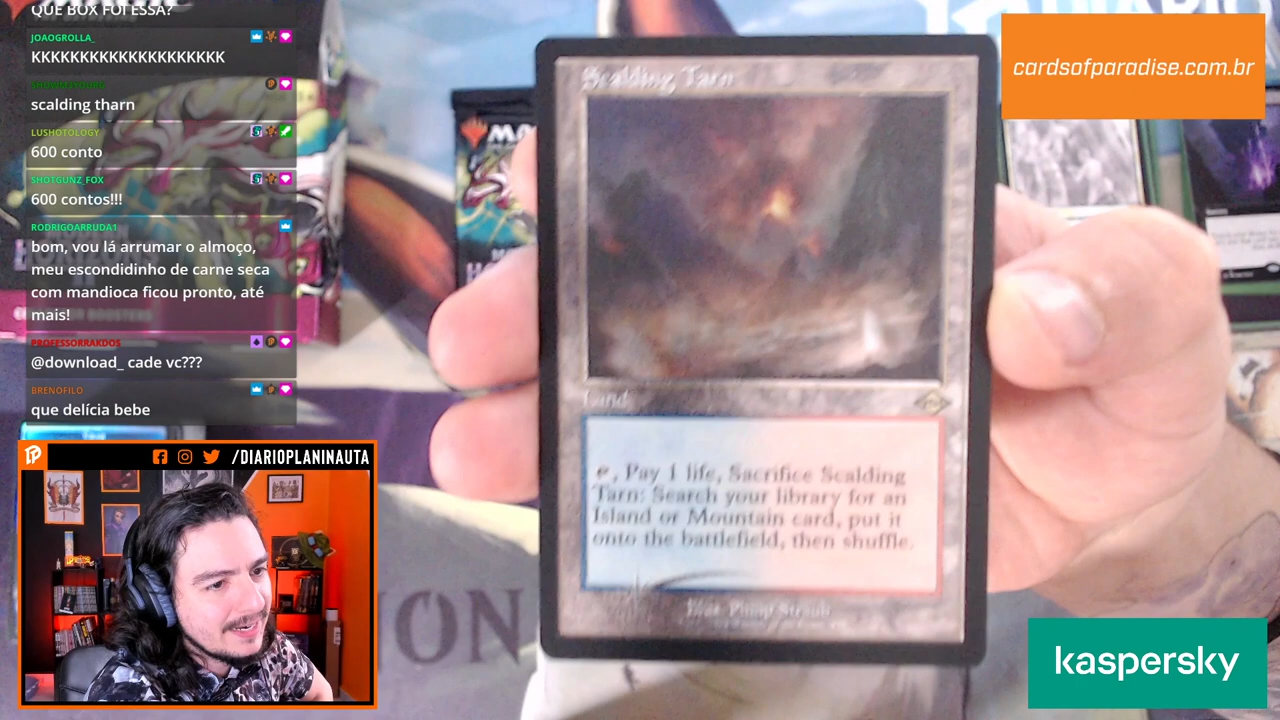 QUE BOX FOI ESSA?
JOAOGROLLA_
KKKKKKKKKKKKKKKKKKKK
scalding tharn
LUSHOTOLOGY
600 conto
SHOTGUNZ_FOX
600 contos!!!
RODRIGOARRUDA1
bom, vou lá arrumar o almoço,
meu escondidinho de carne seca
com mandioca ficou pronto, até
mais!
PROFESSORRAKDOS
@download_ cade vc???
BRENOFILO
que delícia bebe
/DIARIOPLANINAUTA
Scalding Tarn
Land
, Pay 1 life, Sacrifice Scalding
Tarn: Search your library for an
Island or Mountain card, put it
onto the battlefield, then shuffle.
Illus. Philip Straub
cardsofparadise.com.br
kaspersky